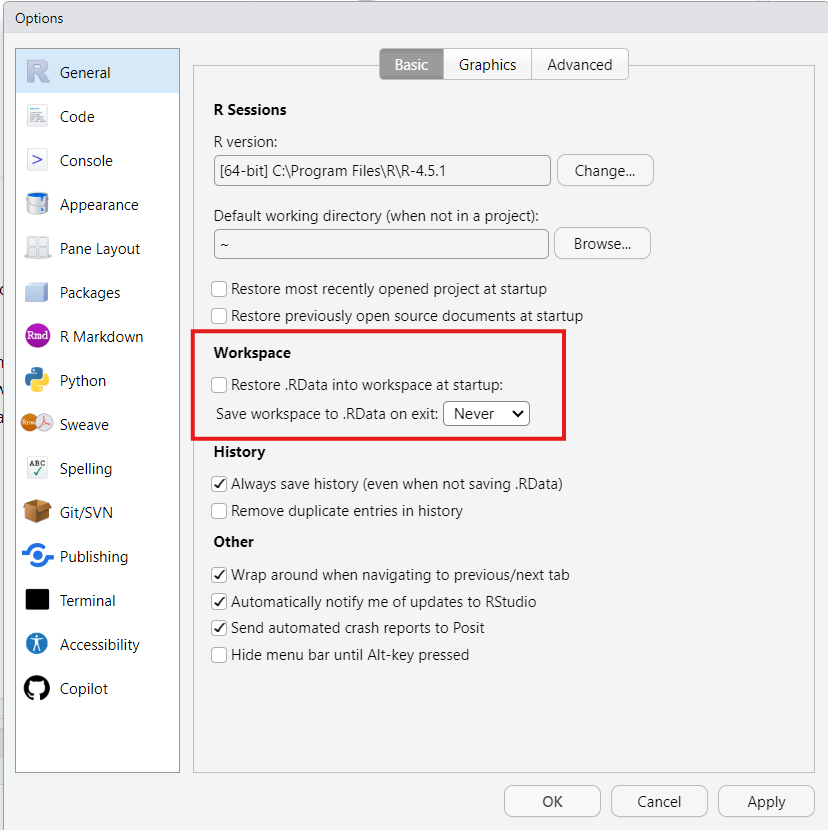 Options
General
Code
Console
Appearance
Pane Layout
Packages
Rmd R Markdown
Python
Rnw Sweave
ABC Spelling
Git/SVN
Publishing
Terminal
Accessibility
Copilot
Basic Graphics Advanced
R Sessions
R version:
[64-bit] C:\Program Files\R\R-4.5.1 Change...
Default working directory (when not in a project):
~ Browse...
Restore most recently opened project at startup
Restore previously open source documents at startup
Workspace
Restore .RData into workspace at startup:
Save workspace to .RData on exit: Never
History
Always save history (even when not saving .RData)
Remove duplicate entries in history
Other
Wrap around when navigating to previous/next tab
Automatically notify me of updates to RStudio
Send automated crash reports to Posit
Hide menu bar until Alt-key pressed
OK Cancel Apply